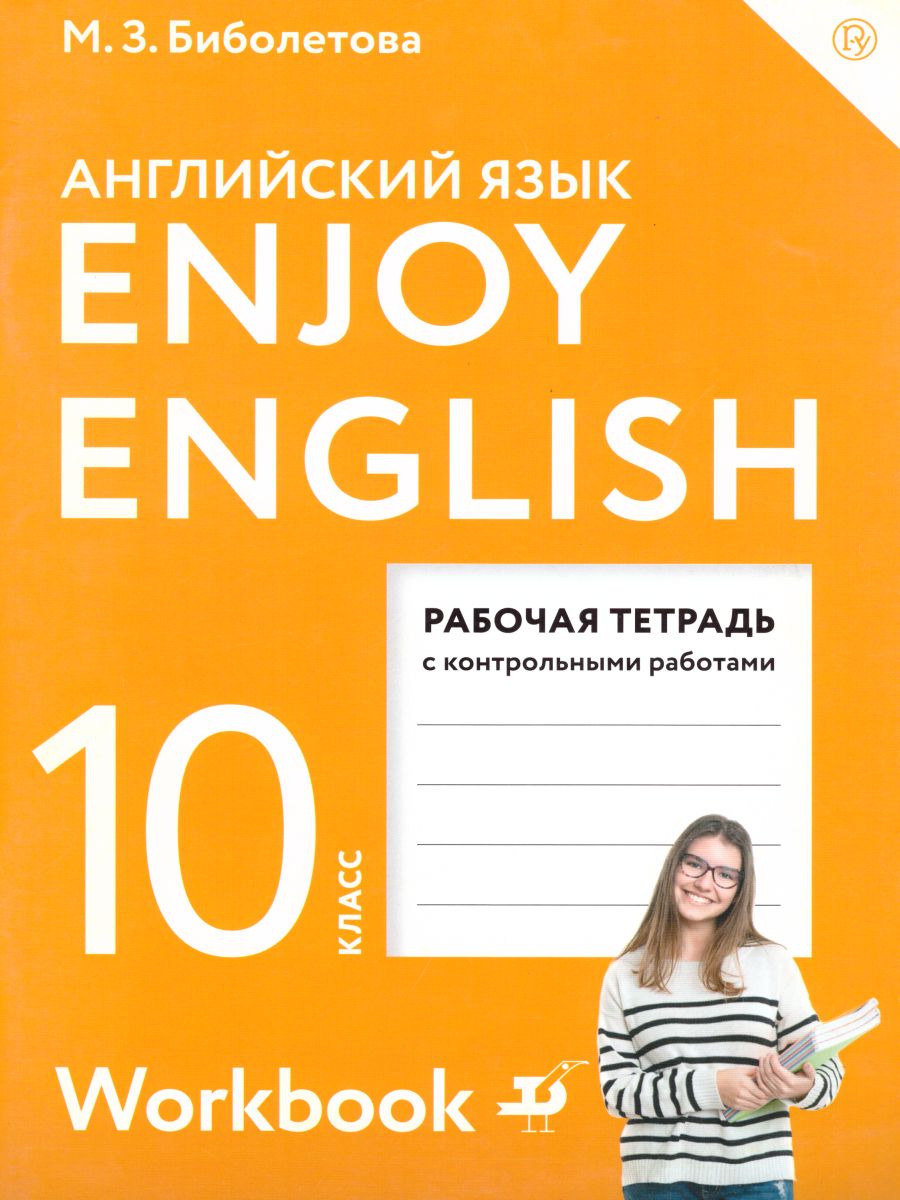 М. З. Биболетова
АНГЛИЙСКИЙ ЯЗЫК
ENJOY
ENGLISH
РАБОЧАЯ ТЕТРАДЬ
с контрольными работами
10
КЛАСС
Workbook